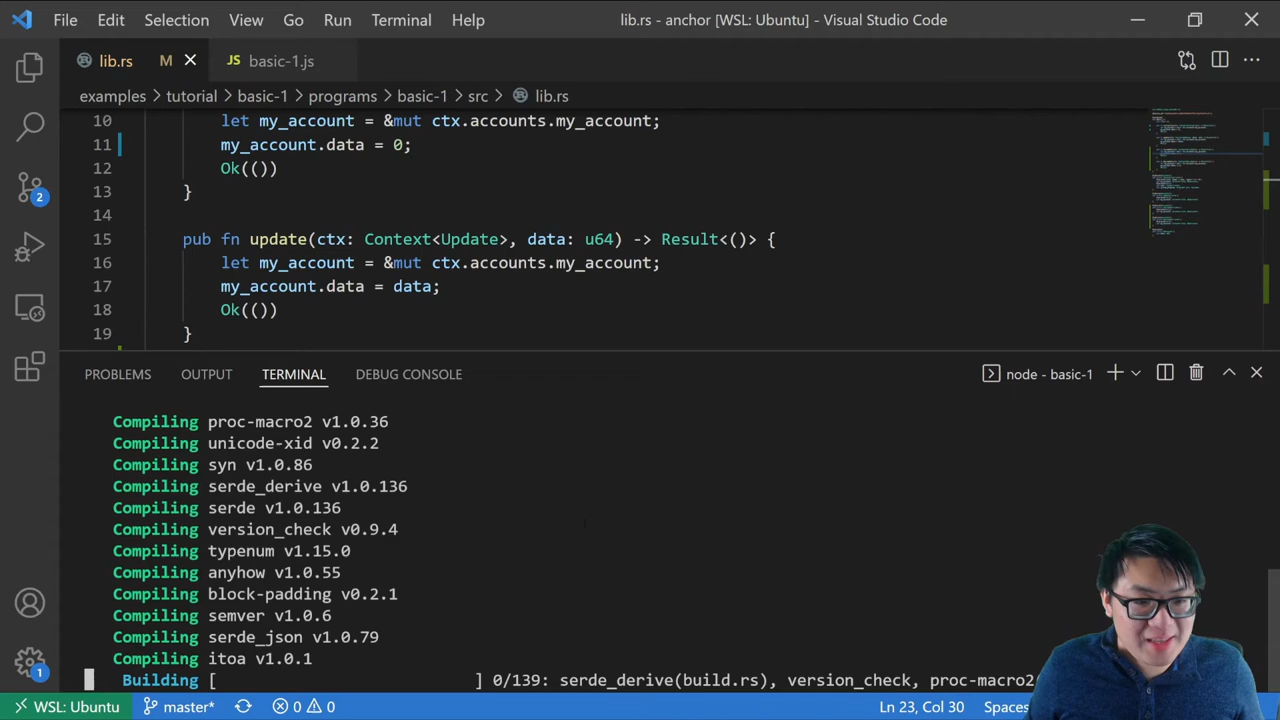 File Edit Selection View Go Run Terminal Help lib.rs - anchor [WSL: Ubuntu] - Visual Studio Code
lib.rs M JS basic-1.js
examples > tutorial > basic-1 > programs > basic-1 > src > lib.rs
10 let my_account = &mut ctx.accounts.my_account;
11 my_account.data = 0;
12 Ok(())
13 }
14
15 pub fn update(ctx: Context<Update>, data: u64) -> Result<()> {
16 let my_account = &mut ctx.accounts.my_account;
17 my_account.data = data;
18 Ok(())
19 }
2
PROBLEMS OUTPUT TERMINAL DEBUG CONSOLE node - basic-1
Compiling proc-macro2 v1.0.36
Compiling unicode-xid v0.2.2
Compiling syn v1.0.86
Compiling serde_derive v1.0.136
Compiling serde v1.0.136
Compiling version_check v0.9.4
Compiling typenum v1.15.0
Compiling anyhow v1.0.55
Compiling block-padding v0.2.1
Compiling semver v1.0.6
Compiling serde_json v1.0.79
Compiling itoa v1.0.1
Building [ ] 0/139: serde_derive(build.rs), version_check, proc-macro2
1
WSL: Ubuntu master* 0 0 Ln 23, Col 30 Spaces